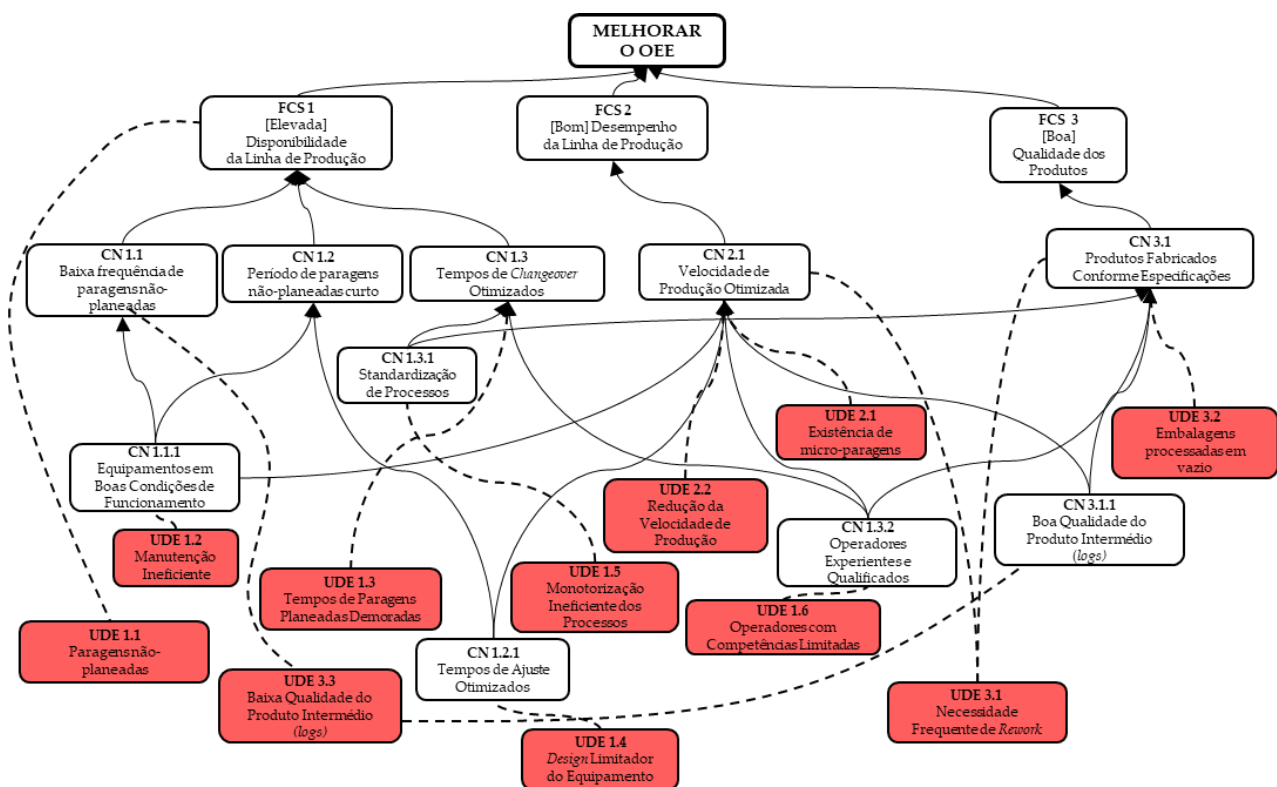 MELHORAR
O OEE
FCS 1
[Elevada]
Disponibilidade
da Linha de Produção
FCS 2
[Bom] Desempenho
da Linha de Produção
FCS 3
[Boa]
Qualidade dos
Produtos
CN 1.1
Baixa frequência de
paragens não-
planeadas
CN 1.2
Período de paragens
não-planeadas curto
CN 1.3
Tempos de Changeover
Otimizados
CN 2.1
Velocidade de
Produção Otimizada
CN 3.1
Produtos Fabricados
Conforme Especificações
CN 1.3.1
Standardização
de Processos
UDE 2.1
Existência de
micro-paragens
UDE 3.2
Embalagens
processadas em
vazio
CN 1.1.1
Equipamentos em
Boas Condições de
Funcionamento
UDE 2.2
Redução da
Velocidade de
Produção
CN 1.3.2
Operadores
Experientes e
Qualificados
CN 3.1.1
Boa Qualidade do
Produto Intermédio
(logs)
UDE 1.2
Manutenção
Ineficiente
UDE 1.3
Tempos de Paragens
Planeadas Demoradas
UDE 1.5
Monotorização
Ineficiente dos
Processos
UDE 1.6
Operadores com
Competências Limitadas
UDE 1.1
Paragens não-
planeadas
UDE 3.3
Baixa Qualidade do
Produto Intermédio
(logs)
CN 1.2.1
Tempos de Ajuste
Otimizados
UDE 3.1
Necessidade
Frequente de Rework
UDE 1.4
Design Limitador
do Equipamento